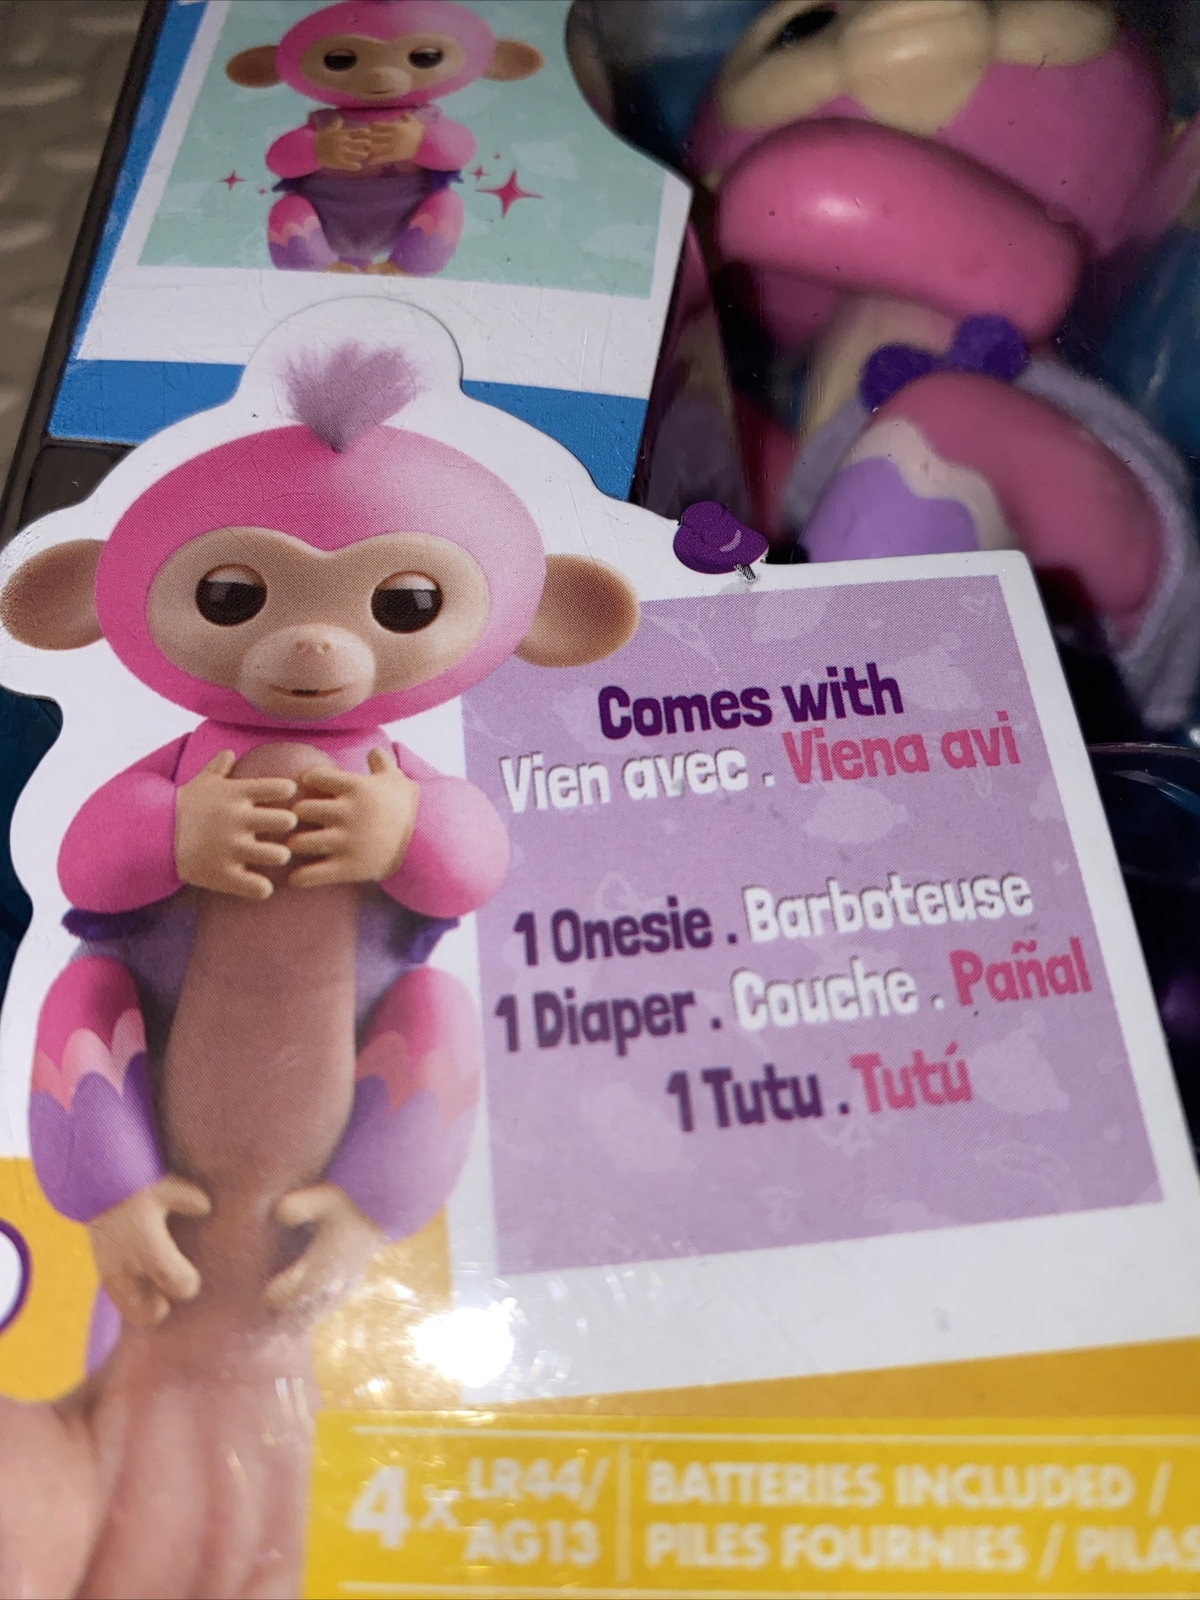 Comes with
Vien avec . Viena avi
1 Onesie . Barboteuse
1 Diaper . Couche . Pañal
1 Tutu . Tutú
4x LR44/
AG13
BATTERIES INCLUDED /
PILES FOURNIES / PILAS